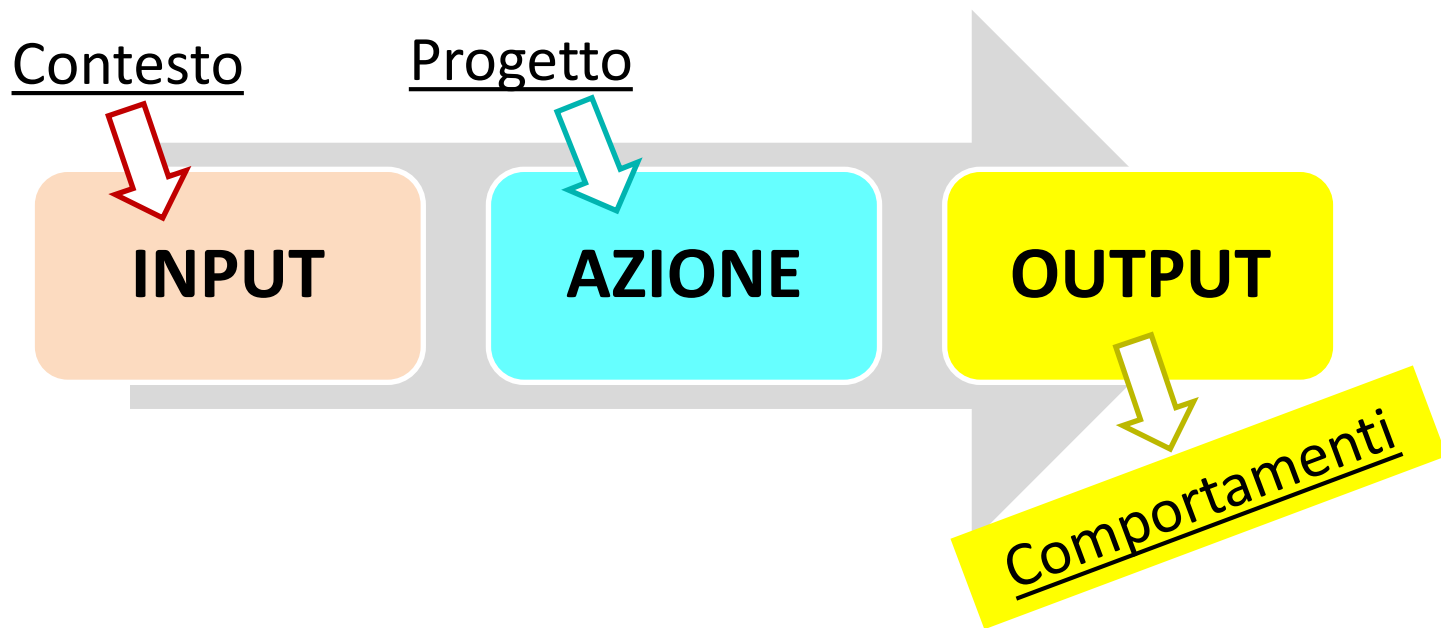 Contesto
Progetto
INPUT
AZIONE
OUTPUT
Comportamenti